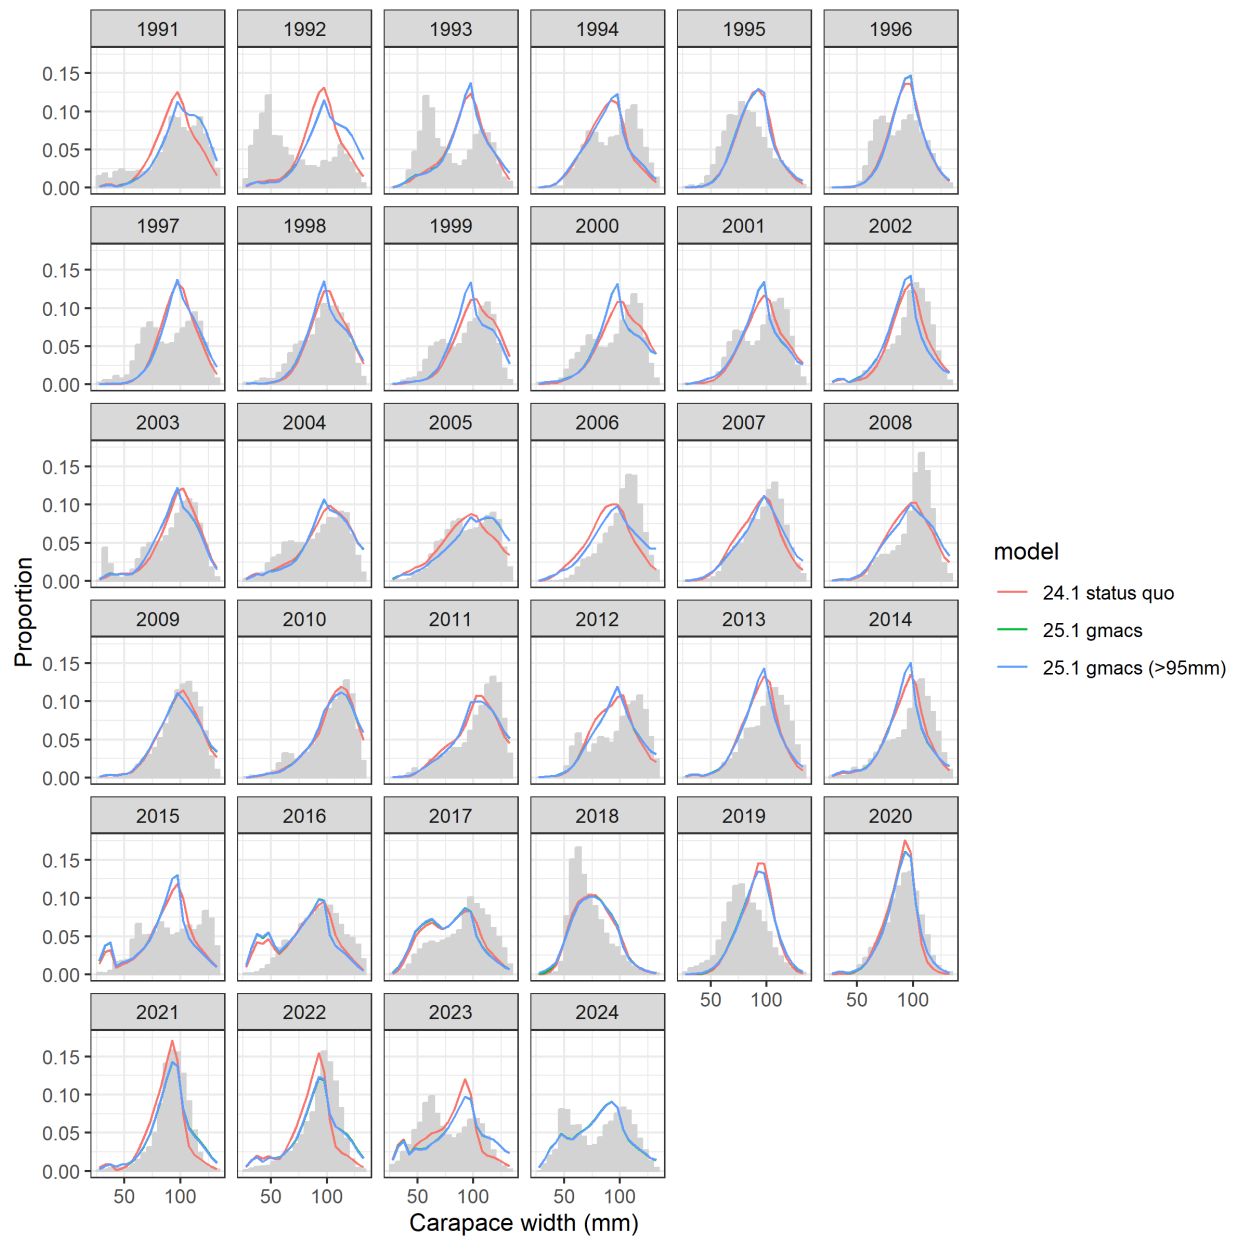 1991 1992 1993 1994 1995 1996
0.15
0.10
0.05
0.00
1997 1998 1999 2000 2001 2002
0.15
0.10
0.05
0.00
2003 2004 2005 2006 2007 2008
0.15
0.10
0.05
0.00
2009 2010 2011 2012 2013 2014
0.15
0.10
0.05
0.00
2015 2016 2017 2018 2019 2020
0.15
0.10
0.05
0.00
50 100 50 100
2021 2022 2023 2024
0.15
0.10
0.05
0.00
50 100 50 100 50 100 50 100
Carapace width (mm)
Proportion
model
24.1 status quo
25.1 gmacs
25.1 gmacs (>95mm)